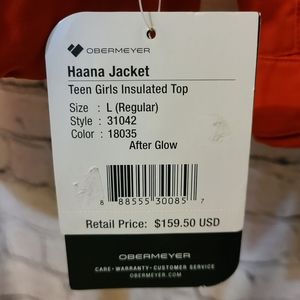 OBERMEYER
Haana Jacket
Teen Girls Insulated Top
Size : L (Regular)
Style : 31042
Color : 18035
After Glow
8 88555 30085 7
Retail Price: $159.50 USD
OBERMEYER
CARE • WARRANTY • CUSTOMER SERVICE
OBERMEYER.COM